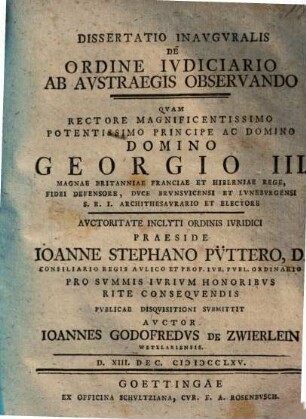 DISSERTATIO INAVGVRALIS
DE
ORDINE IVDICIARIO
AB AVSTRAEGIS OBSERVANDO
QVAM
RECTORE MAGNIFICENTISSIMO
POTENTISSIMO PRINCIPE AC DOMINO
DOMINO
GEORGIO III
MAGNAE BRITANNIAE FRANCIAE ET HIBERNIAE REGE,
FIDEI DEFENSORE, DVCE BRVNSVICENSI ET LVNEBVRGENSI
S. R. I. ARCHITHESAVRARIO ET ELECTORE
AVCTORITATE INCLYTI ORDINIS IVRIDICI
PRAESIDE
IOANNE STEPHANO PÜTTERO, D.
CONSILIARIO REGIS AVLICO ET PROF. IVR. PVBL. ORDINARIO
PRO SVMMIS IVRIVM HONORIBVS
RITE CONSEQVENDIS
PVBLICAE DISQVISITIONI SVBMITTIT
AVCTOR
IOANNES GODOFREDVS DE ZWIERLEIN
WETZLARIENSIS.
D. XIII. DEC. CIƆIƆCCLXV.
GOETTINGAE
EX OFFICINA SCHVLTZIANA, CVR. F. A. ROSENBVSCH.